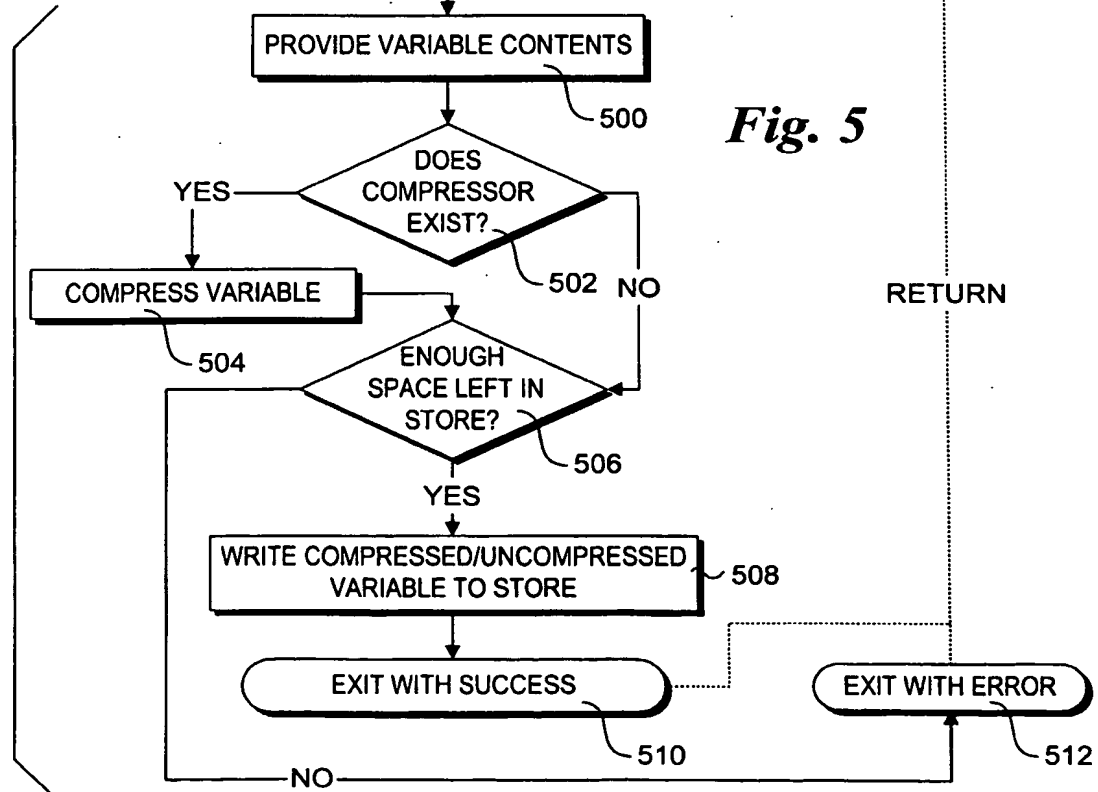 PROVIDE VARIABLE CONTENTS
500
Fig. 5
DOES
COMPRESSOR
EXIST?
502
YES
NO
COMPRESS VARIABLE
504
RETURN
ENOUGH
SPACE LEFT IN
STORE?
506
YES
WRITE COMPRESSED/UNCOMPRESSED
VARIABLE TO STORE
508
EXIT WITH SUCCESS
510
EXIT WITH ERROR
512
NO